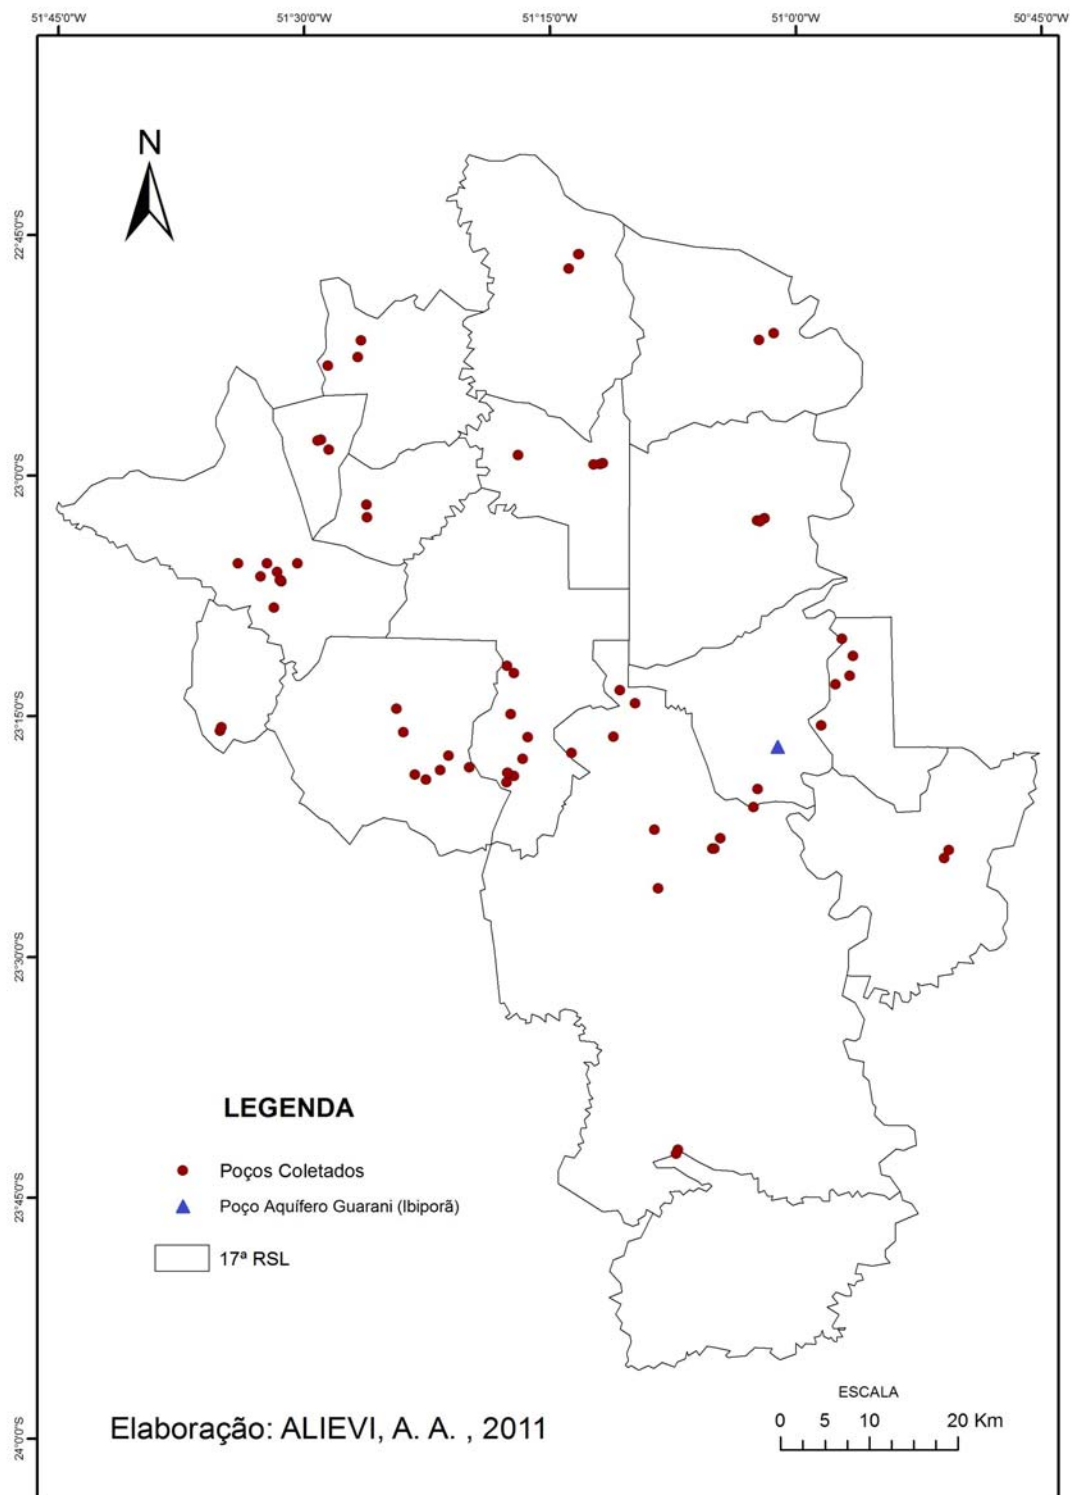 51°45'0"W 51°30'0"W 51°15'0"W 51°0'0"W 50°45'0"W
N
22°45'0"S
23°0'0"S
23°15'0"S
23°30'0"S
23°45'0"S
24°0'0"S
LEGENDA
Poços Coletados
Poço Aquífero Guarani (Ibiporã)
17ª RSL
ESCALA
0 5 10 20 Km
Elaboração: ALIEVI, A. A. , 2011